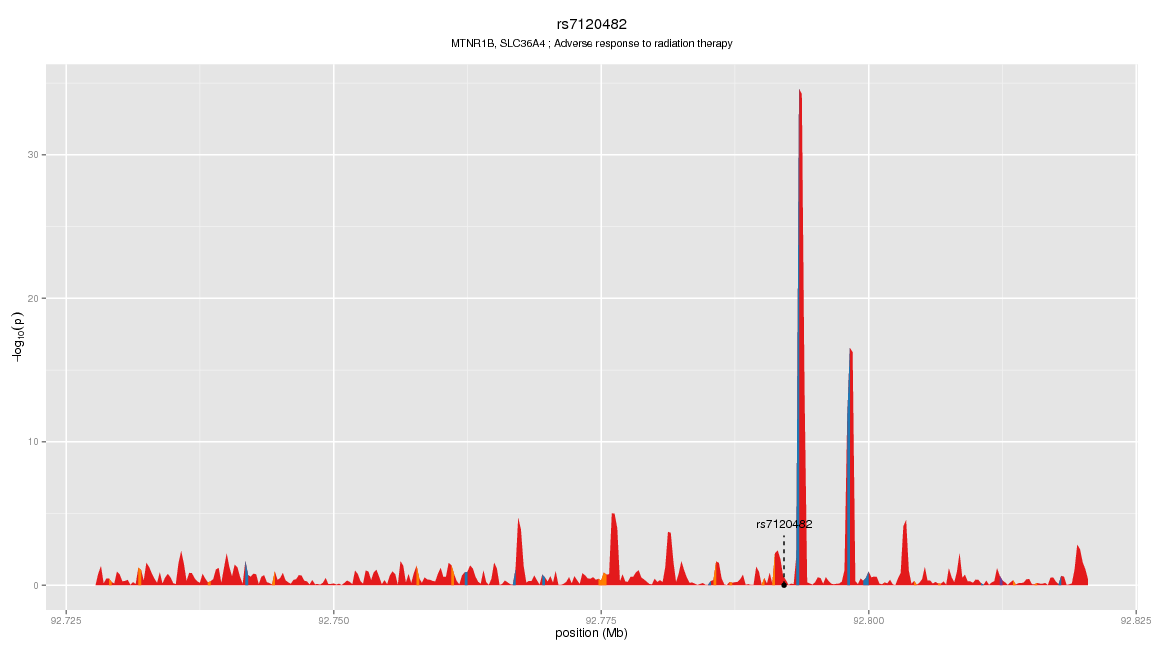 rs7120482
MTNR1B, SLC36A4 ; Adverse response to radiation therapy
−log10(p)
30
20
10
0
rs7120482
92.725
92.750
92.775
92.800
92.825
position (Mb)